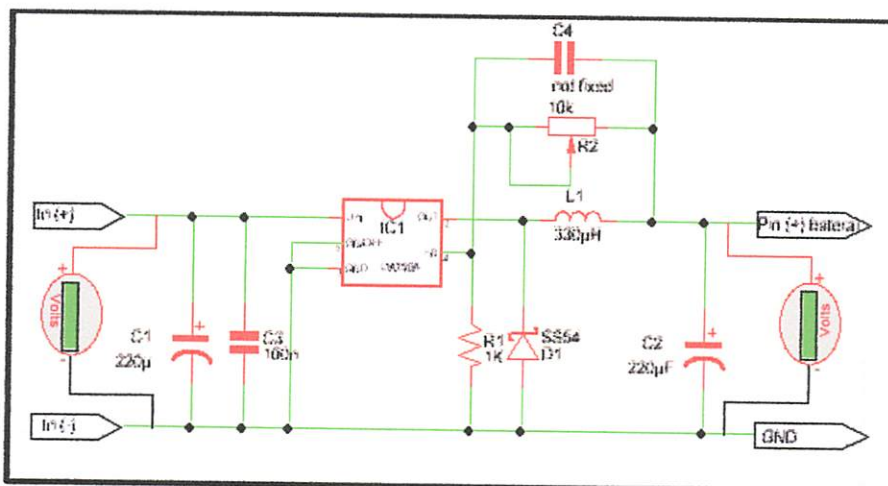 C4
not fixed
10k
R2
L1
330µH
In (+)
IC1
Pin (+) baterai
Volts
C1
220µ
C3
100n
R1
1K
SS54
D1
C2
220µF
Volts
In (-)
GND